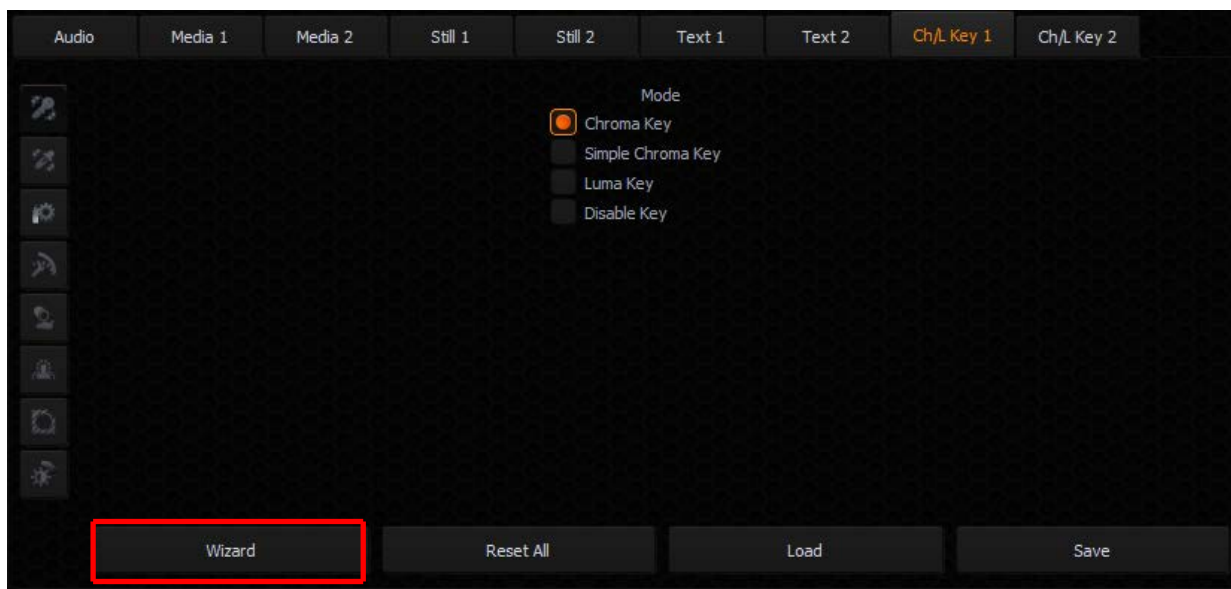 Audio Media 1 Media 2 Still 1 Still 2 Text 1 Text 2 Ch/L Key 1 Ch/L Key 2
Mode
Chroma Key
Simple Chroma Key
Luma Key
Disable Key
Wizard Reset All Load Save